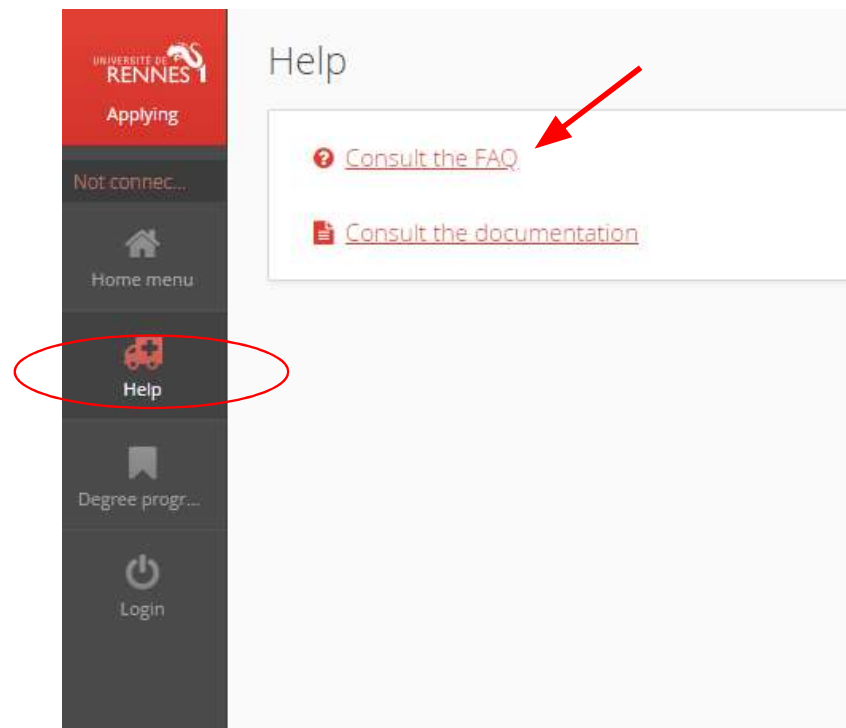 UNIVERSITÉ DE
RENNES 1
Applying
Not connec...
Home menu
Help
Degree progr...
Login
Help
Consult the FAQ
Consult the documentation